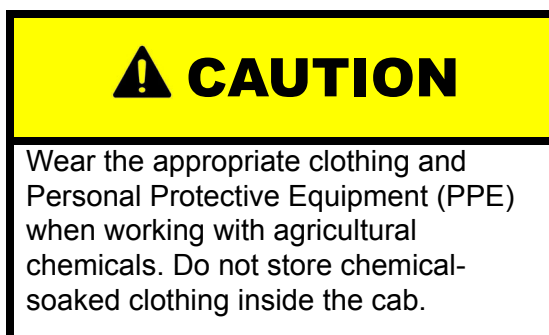 CAUTION
Wear the appropriate clothing and
Personal Protective Equipment (PPE)
when working with agricultural
chemicals. Do not store chemical-
soaked clothing inside the cab.